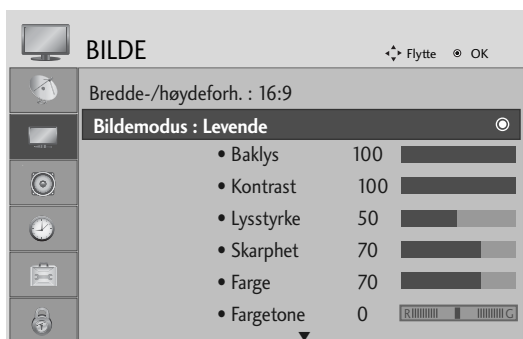 BILDE
Flytte OK
Bredde-/høydeforh. : 16:9
Bildemodus : Levende
• Baklys 100
• Kontrast 100
• Lysstyrke 50
• Skarphet 70
• Farge 70
• Fargetone 0 R G